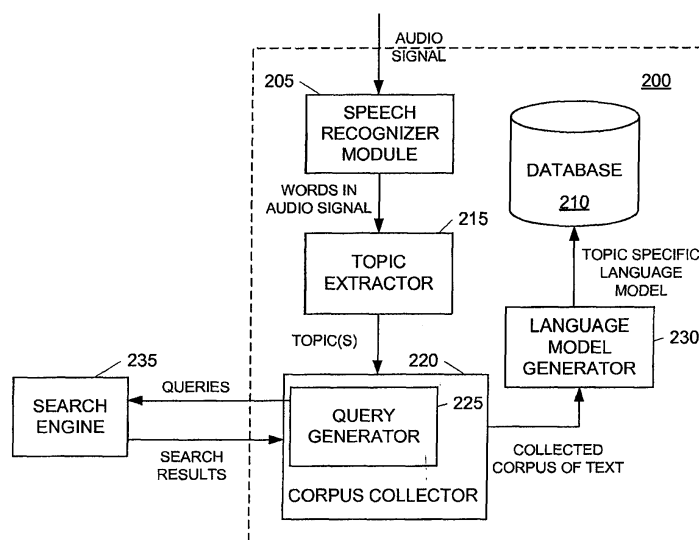 AUDIO
SIGNAL
205
200
SPEECH
RECOGNIZER
MODULE
DATABASE
210
WORDS IN
AUDIO SIGNAL
215
TOPIC
EXTRACTOR
TOPIC SPECIFIC
LANGUAGE
MODEL
TOPIC(S)
LANGUAGE
MODEL
GENERATOR
230
235
220
QUERIES
225
SEARCH
ENGINE
QUERY
GENERATOR
SEARCH
RESULTS
COLLECTED
CORPUS OF TEXT
CORPUS COLLECTOR